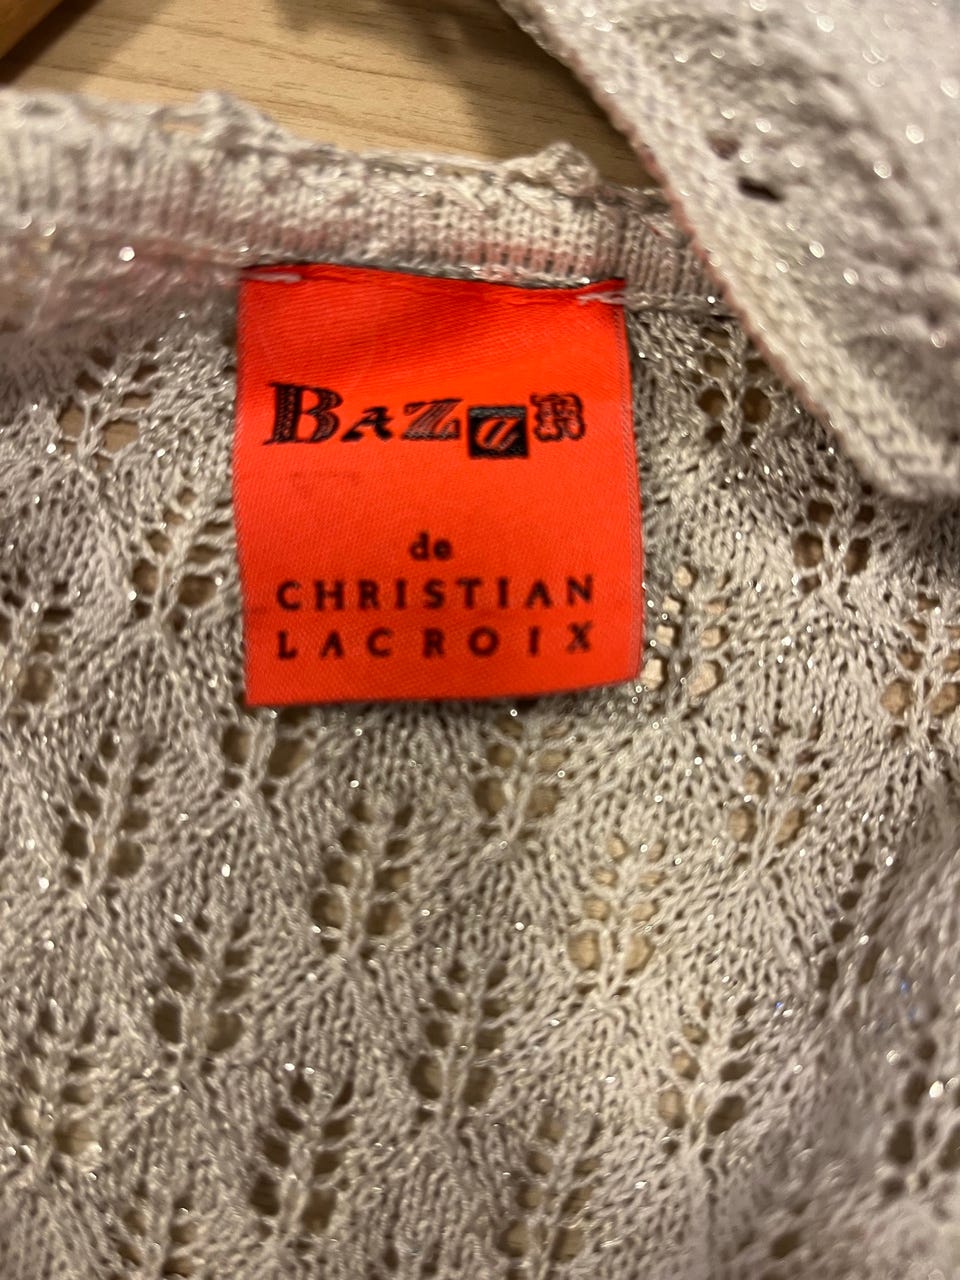 BAZaR
de
CHRISTIAN
LACROIX